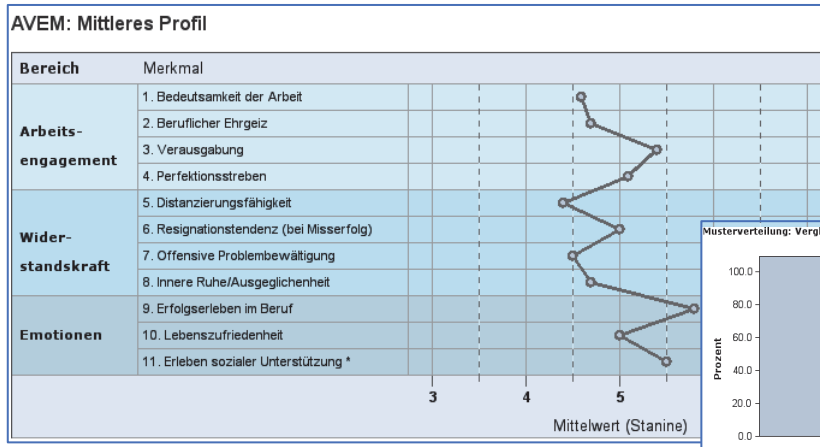 AVEM: Mittleres Profil
Bereich Merkmal
Arbeits-
engagement
1. Bedeutsamkeit der Arbeit
2. Beruflicher Ehrgeiz
3. Verausgabung
4. Perfektionsstreben
Wider-
standskraft
5. Distanzierungsfähigkeit
6. Resignationstendenz (bei Misserfolg)
7. Offensive Problembewältigung
8. Innere Ruhe/Ausgeglichenheit
Emotionen
9. Erfolgserleben im Beruf
10. Lebenszufriedenheit
11. Erleben sozialer Unterstützung *
3 4 5
Mittelwert (Stanine)
Musterverteilung:
100.0
80.0
60.0
40.0
20.0
0.0
Prozent